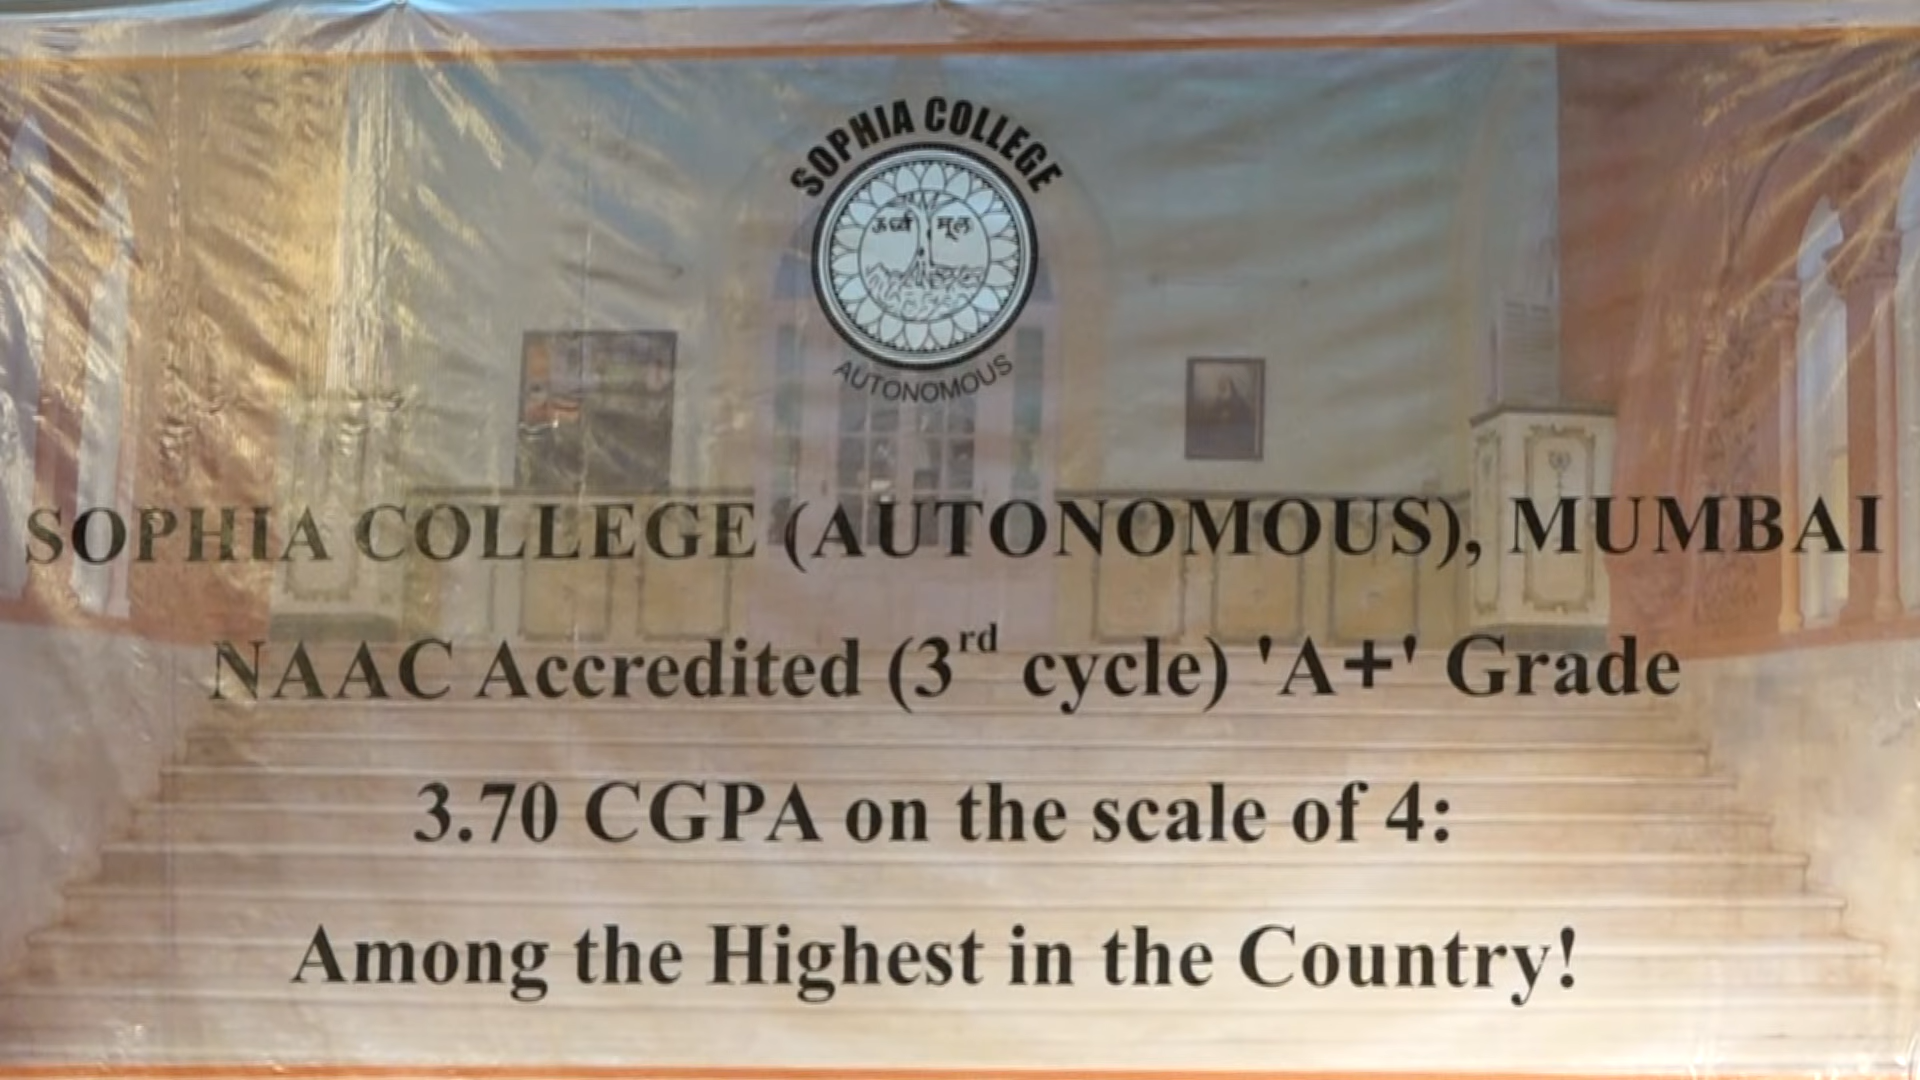 SOPHIA COLLEGE
ऊर्ध्व मूल
AUTONOMOUS
SOPHIA COLLEGE (AUTONOMOUS), MUMBAI
NAAC Accredited (3rd cycle) 'A+' Grade
3.70 CGPA on the scale of 4:
Among the Highest in the Country!